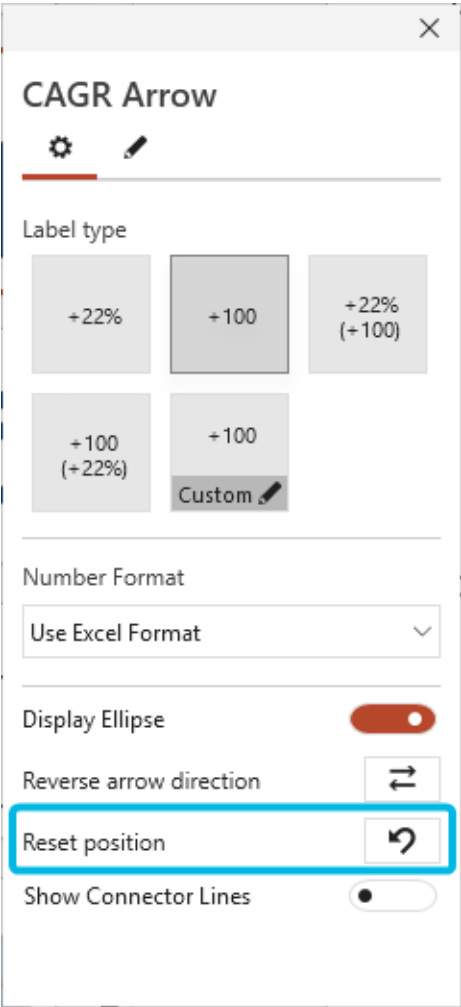 CAGR Arrow
Label type
+22%
+100
+22%
(+100)
+100
(+22%)
+100
Custom
Number Format
Use Excel Format
Display Ellipse
Reverse arrow direction
Reset position
Show Connector Lines